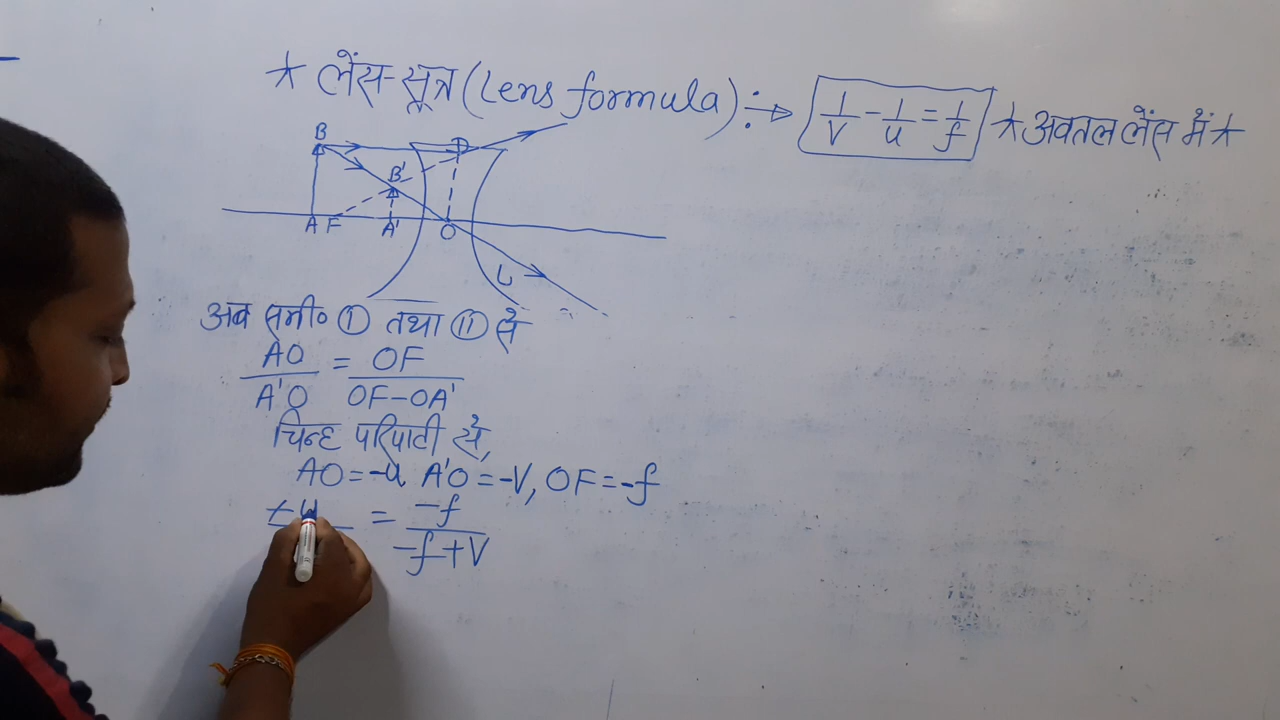 ★ लेंस-सूत्र (Lens formula) :→ 1/V - 1/u = 1/f ★ अवतल लेंस में ★
B
D
B'
A F A' O
L
अब समी० ① तथा ⑪ से
AO/A'O = OF/OF-OA'
चिन्ह परिपाटी से,
AO = -u A'O = -V, OF = -f
= -f/-f+V